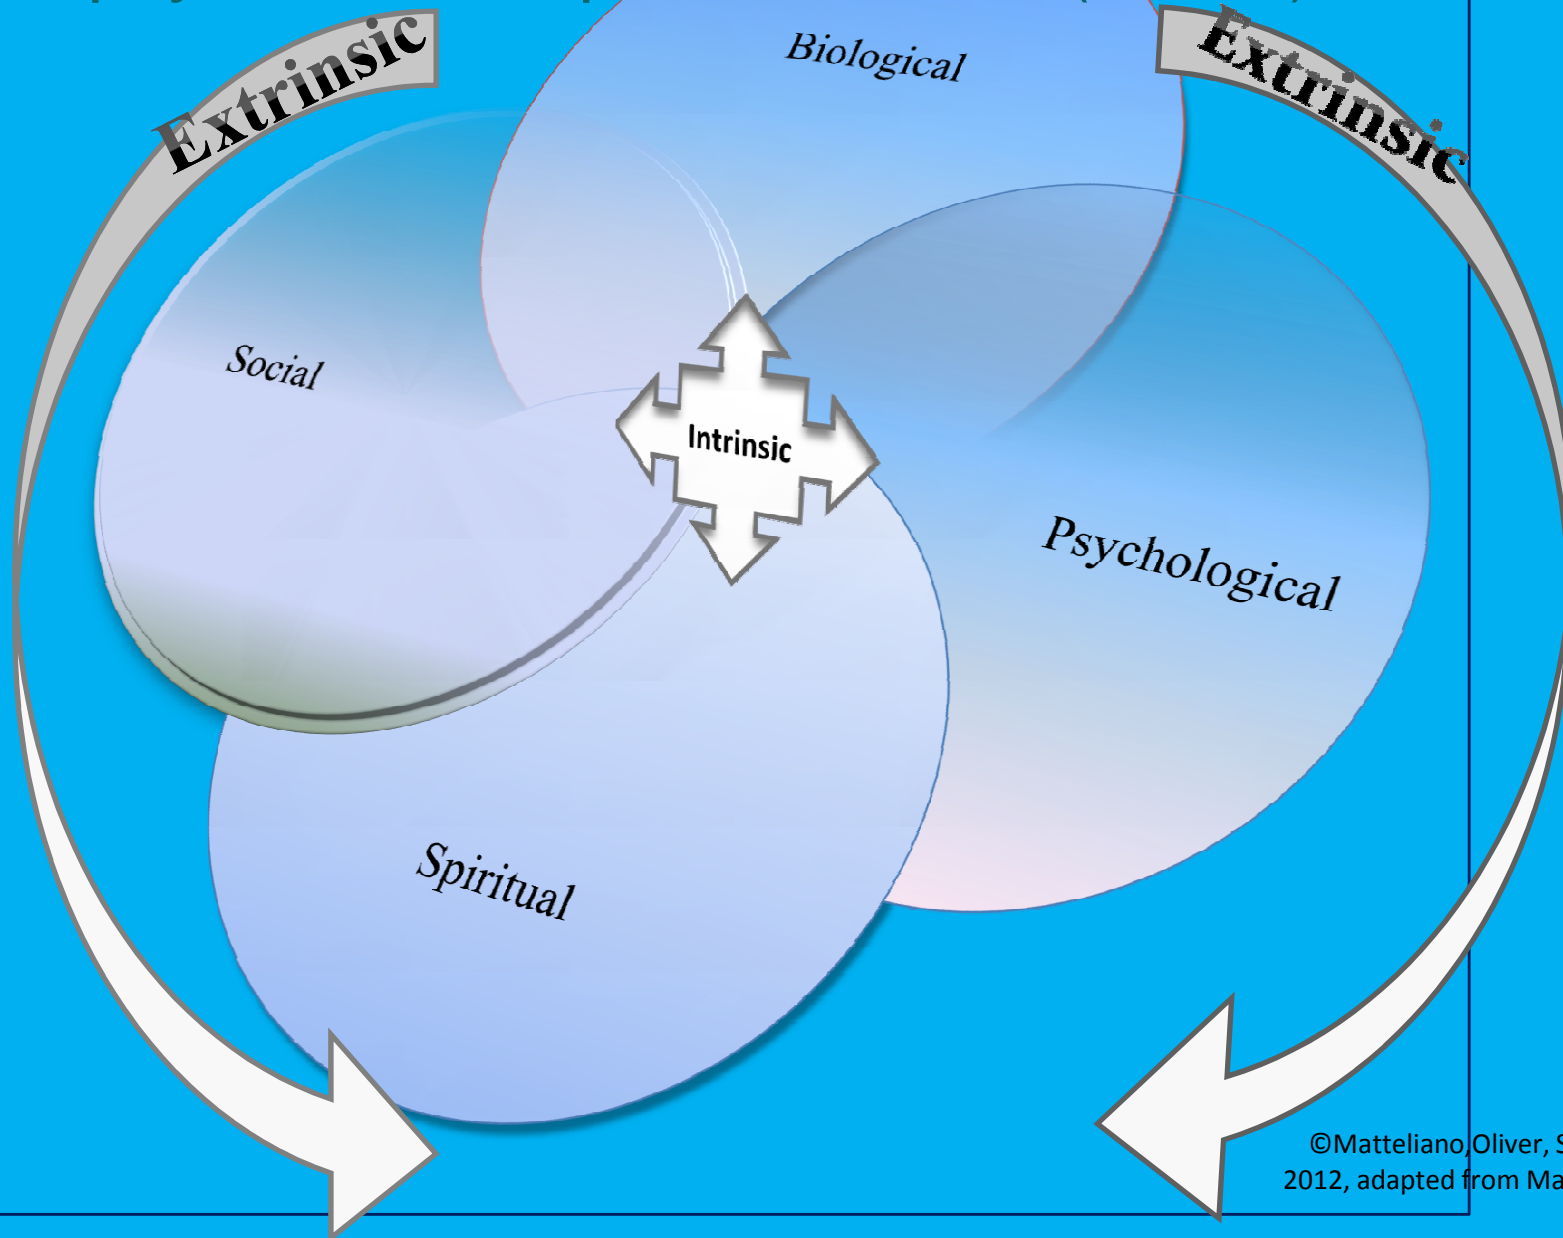 Extrinsic
Extrinsic
Biological
Social
Intrinsic
Psychological
Spiritual
©Matteliano,Oliver,
2012, adapted from